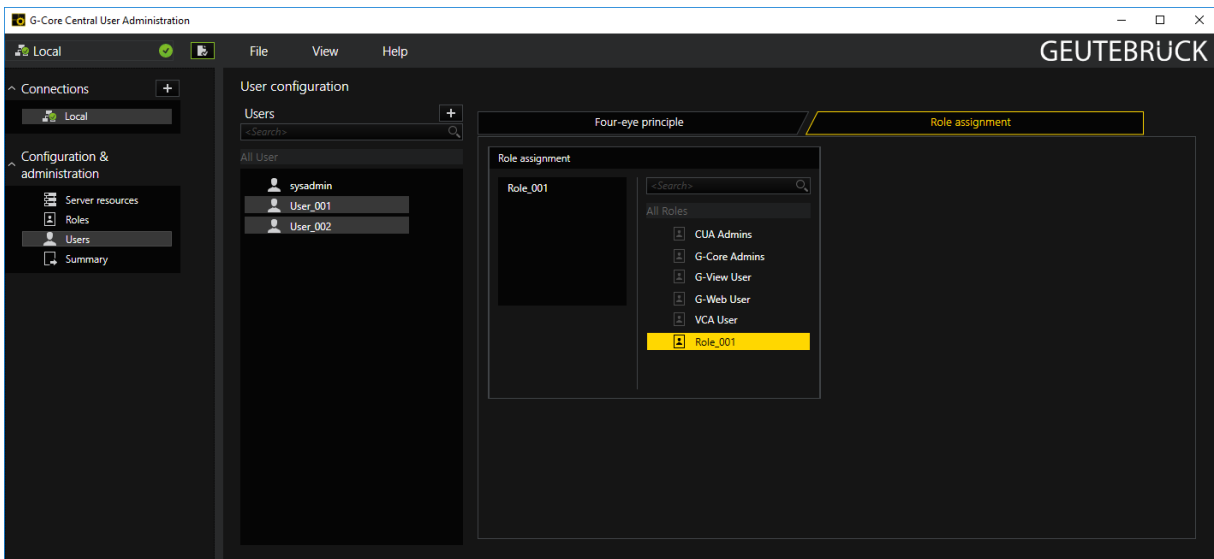 G-Core Central User Administration
Local
File View Help
GEUTEBRÜCK
Connections
Local
Configuration &
administration
Server resources
Roles
Users
Summary
User configuration
Users
<Search>
All User
sysadmin
User_001
User_002
Four-eye principle
Role assignment
Role assignment
Role_001
<Search>
All Roles
CUA Admins
G-Core Admins
G-View User
G-Web User
VCA User
Role_001